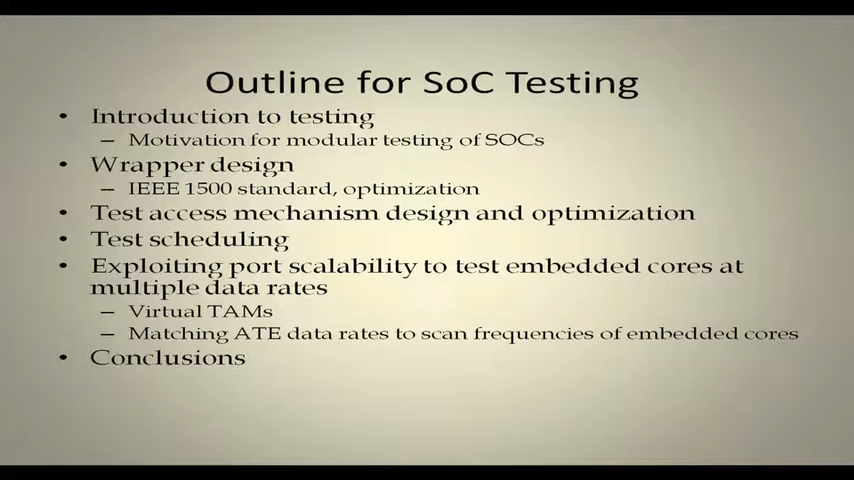 Outline for SoC Testing
• Introduction to testing
– Motivation for modular testing of SOCs
• Wrapper design
– IEEE 1500 standard, optimization
• Test access mechanism design and optimization
• Test scheduling
• Exploiting port scalability to test embedded cores at
multiple data rates
– Virtual TAMs
– Matching ATE data rates to scan frequencies of embedded cores
• Conclusions